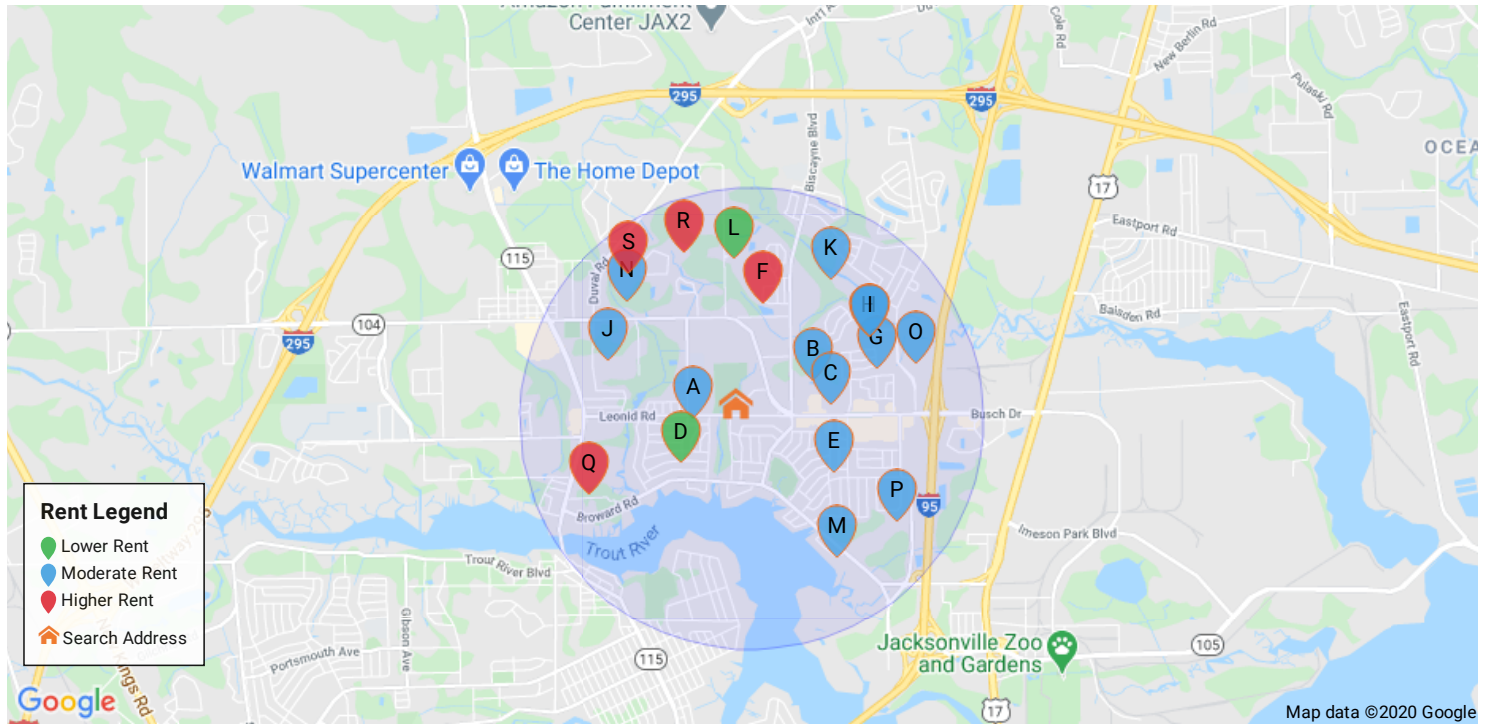 Amazon Fulfillment
Center JAX2
Int'l A
Du
Cole Rd
New Berlin Rd
295
295
Pulaski Rd
Biscayne Blvd
OCEA
Walmart Supercenter
The Home Depot
17
R
L
Eastport Rd
S
K
115
N
F
Duval Rd
H
I
Baisden Rd
104
J
G
O
295
B
Eastport Rd
C
A
Leonid Rd
Busch Dr
D
E
Q
P
Rent Legend
Broward Rd
95
M
Imeson Park Blvd
Lower Rent
Trout River
Trout River Blvd
Moderate Rent
Higher Rent
Search Address
Gibson Ave
Portsmouth Ave
115
Jacksonville Zoo
and Gardens
105
ngs Rd
Google
17
Map data ©2020 Google